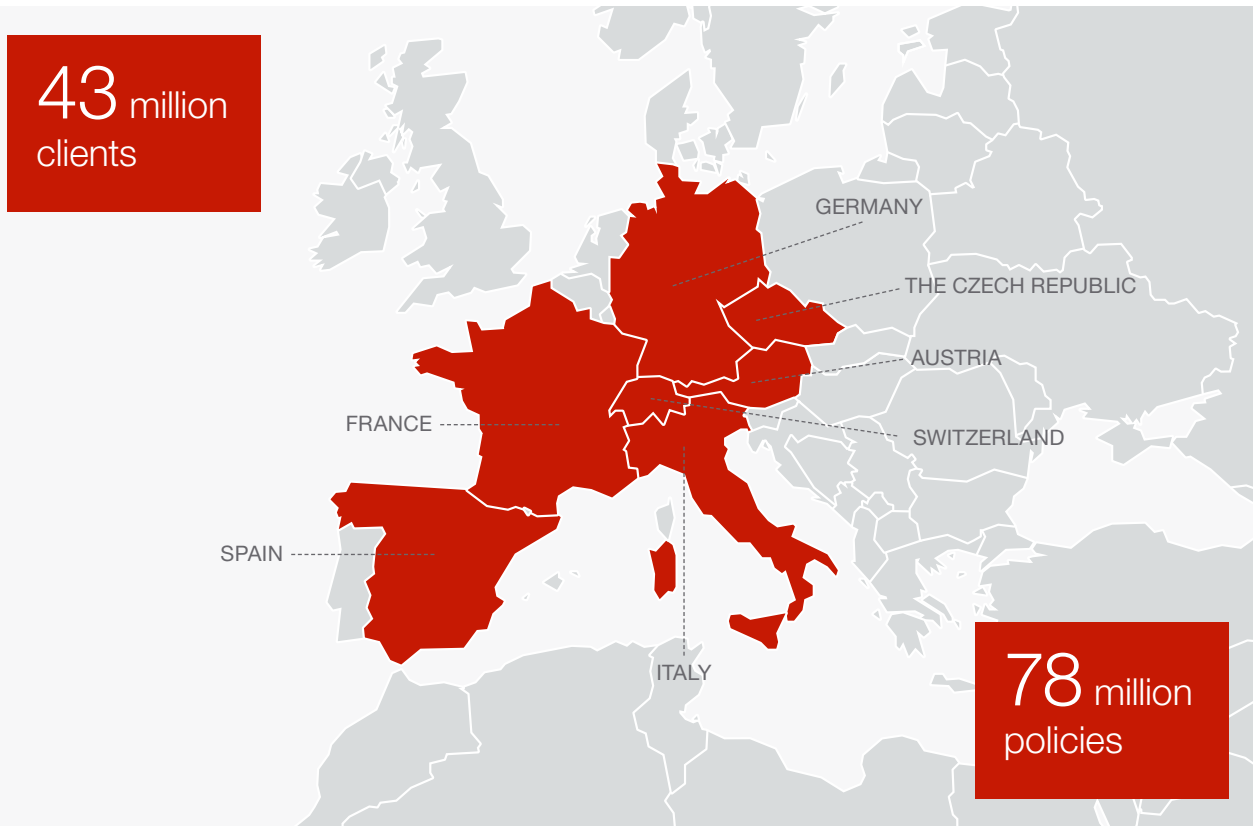 43 million
clients
GERMANY
THE CZECH REPUBLIC
AUSTRIA
FRANCE
SWITZERLAND
SPAIN
ITALY
78 million
policies